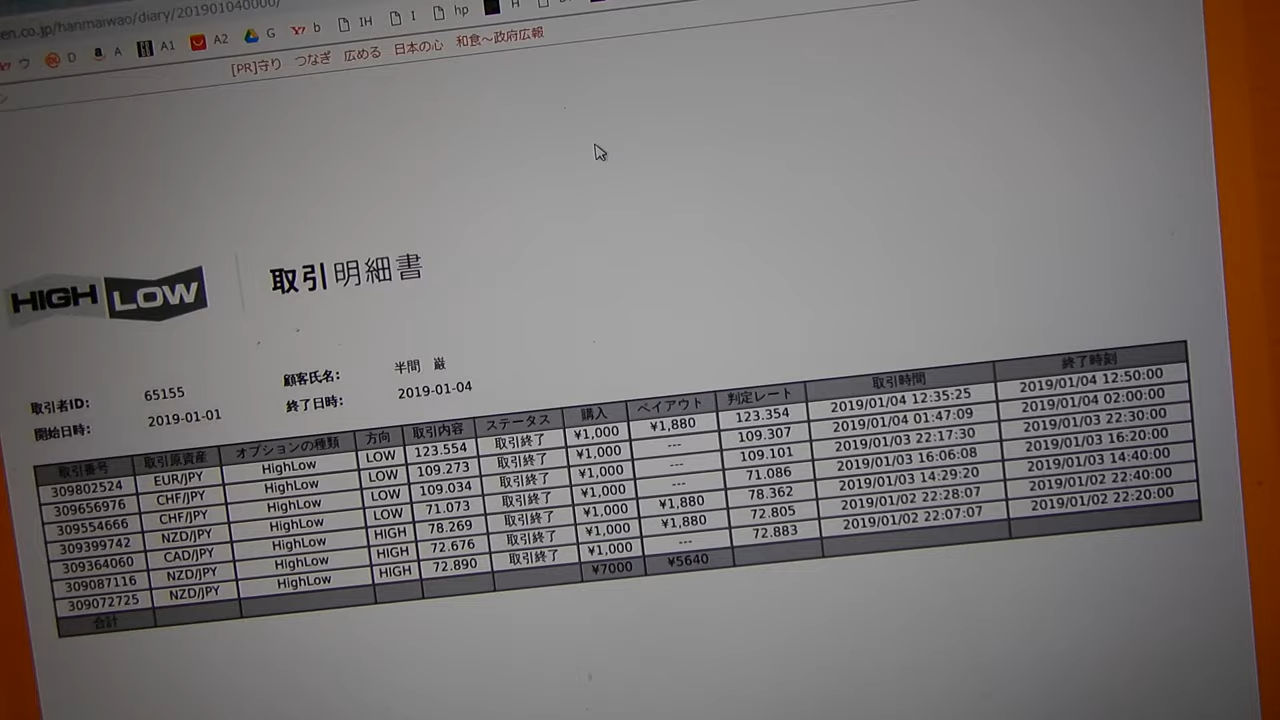 en.co.jp/hanmaiwao/diary/201901040000/
ウ D A A1 A2 G b IH I hp H
[PR]守り つなぎ 広める 日本の心 和食～政府広報
HIGH LOW 取引明細書
取引者ID: 65155 顧客氏名: 半間 巌
開始日時: 2019-01-01 終了日時: 2019-01-04
取引番号 取引原資産 オプションの種類 方向 取引内容 ステータス 購入 ペイアウト 判定レート 取引時間 終了時刻
309802524 EUR/JPY HighLow LOW 123.554 取引終了 ¥1,000 ¥1,880 123.354 2019/01/04 12:35:25 2019/01/04 12:50:00
309656976 CHF/JPY HighLow LOW 109.273 取引終了 ¥1,000 --- 109.307 2019/01/04 01:47:09 2019/01/04 02:00:00
309554666 CHF/JPY HighLow LOW 109.034 取引終了 ¥1,000 --- 109.101 2019/01/03 22:17:30 2019/01/03 22:30:00
309399742 NZD/JPY HighLow LOW 71.073 取引終了 ¥1,000 --- 71.086 2019/01/03 16:06:08 2019/01/03 16:20:00
309364060 CAD/JPY HighLow HIGH 78.269 取引終了 ¥1,000 ¥1,880 78.362 2019/01/03 14:29:20 2019/01/03 14:40:00
309087116 NZD/JPY HighLow HIGH 72.676 取引終了 ¥1,000 ¥1,880 72.805 2019/01/02 22:28:07 2019/01/02 22:40:00
309072725 NZD/JPY HighLow HIGH 72.890 取引終了 ¥1,000 --- 72.883 2019/01/02 22:07:07 2019/01/02 22:20:00
合計 ¥7000 ¥5640